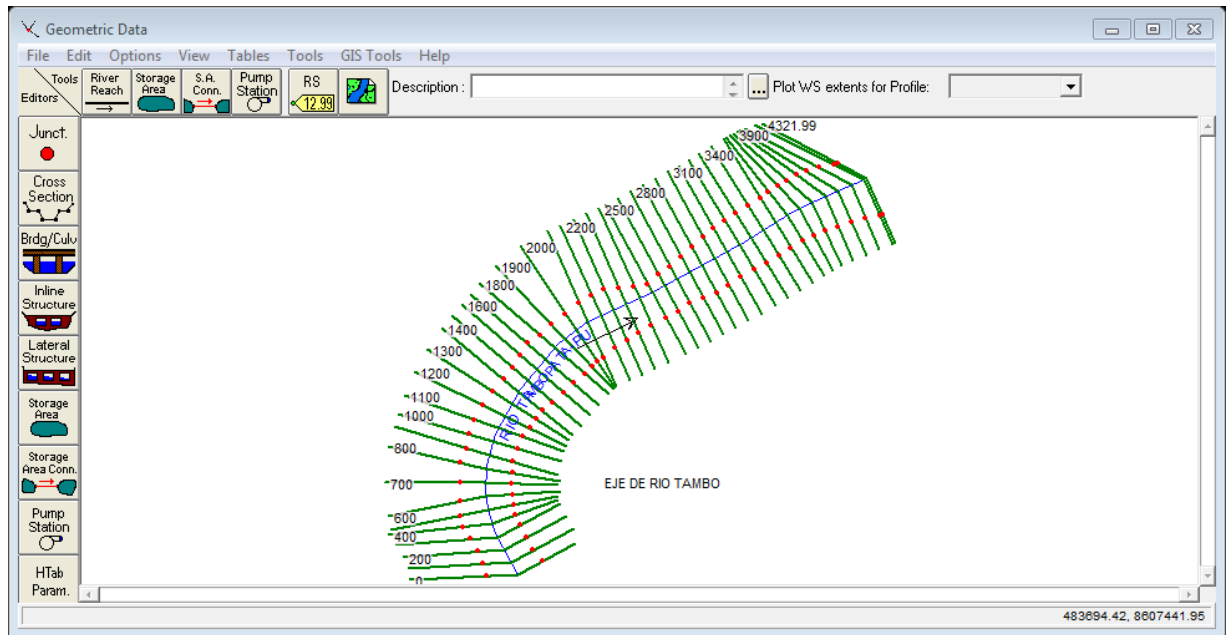 Geometric Data
File Edit Options View Tables Tools GIS Tools Help
Tools
Editors
River Reach
Storage Area
S.A. Conn.
Pump Station
RS
12.99
Description :
...
Plot WS extents for Profile:
Junct.
Cross Section
Brdg/Culv
Inline Structure
Lateral Structure
Storage Area
Storage Area Conn.
Pump Station
HTab Param.
4321.99
3900
3400
3100
2800
2500
2200
2000
1900
1800
1600
1400
1300
1200
1100
1000
800
700
600
400
200
0
RIO TAMBOPATA
EJE DE RIO TAMBO
483694.42, 8607441.95